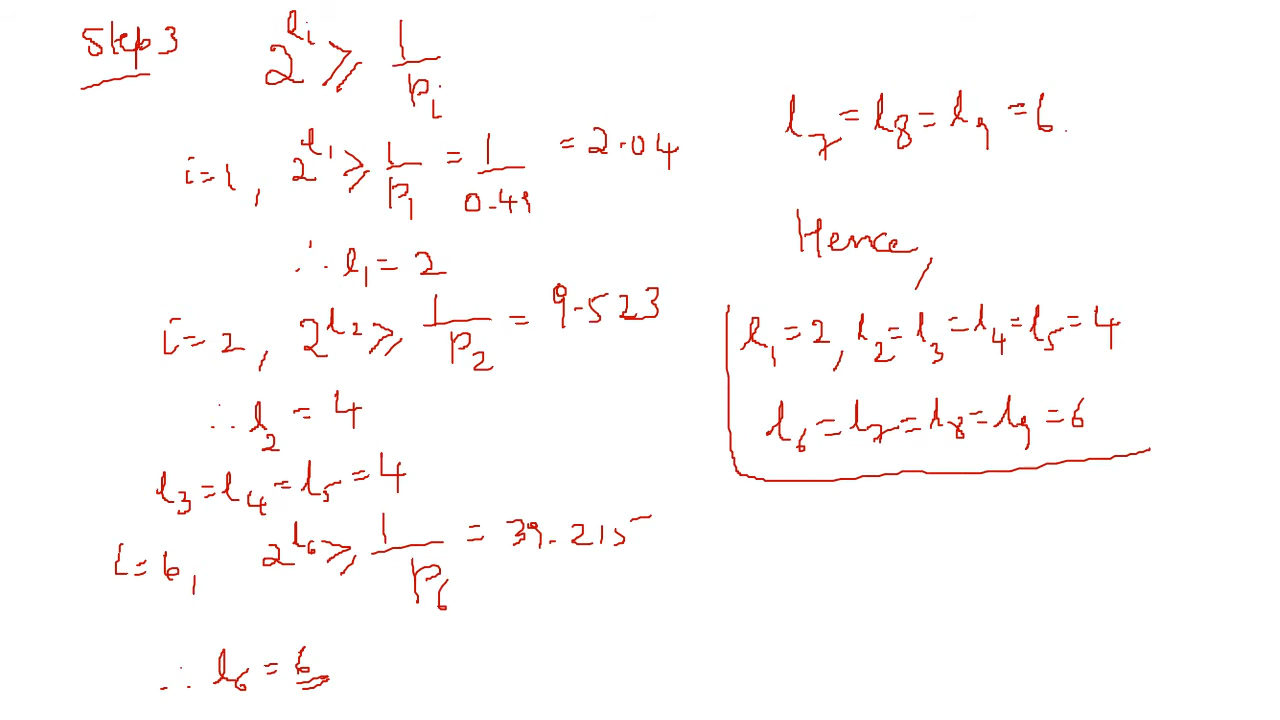 Step 3
2^{l_i} ≥ 1/p_i
i=1, 2^{l_1} ≥ 1/p_1 = 1/0.49 = 2.04
∴ l_1 = 2
i=2, 2^{l_2} ≥ 1/p_2 = 9.523
∴ l_2 = 4
l_3 = l_4 = l_5 = 4
i=6, 2^{l_6} ≥ 1/p_6 = 39.215
∴ l_6 = 6
l_7 = l_8 = l_9 = 6.
Hence,
l_1 = 2, l_2 = l_3 = l_4 = l_5 = 4
l_6 = l_7 = l_8 = l_9 = 6